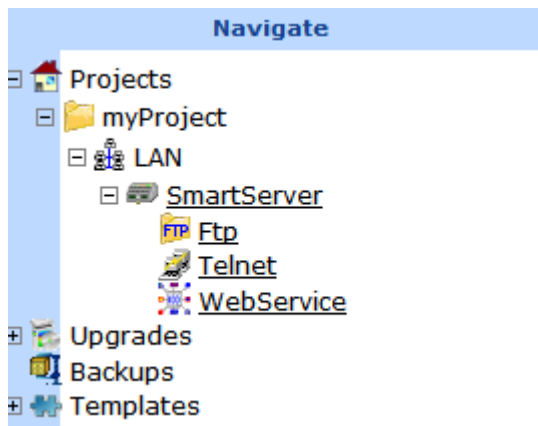 Navigate
Projects
myProject
LAN
SmartServer
FTP Ftp
Telnet
WebService
Upgrades
Backups
Templates